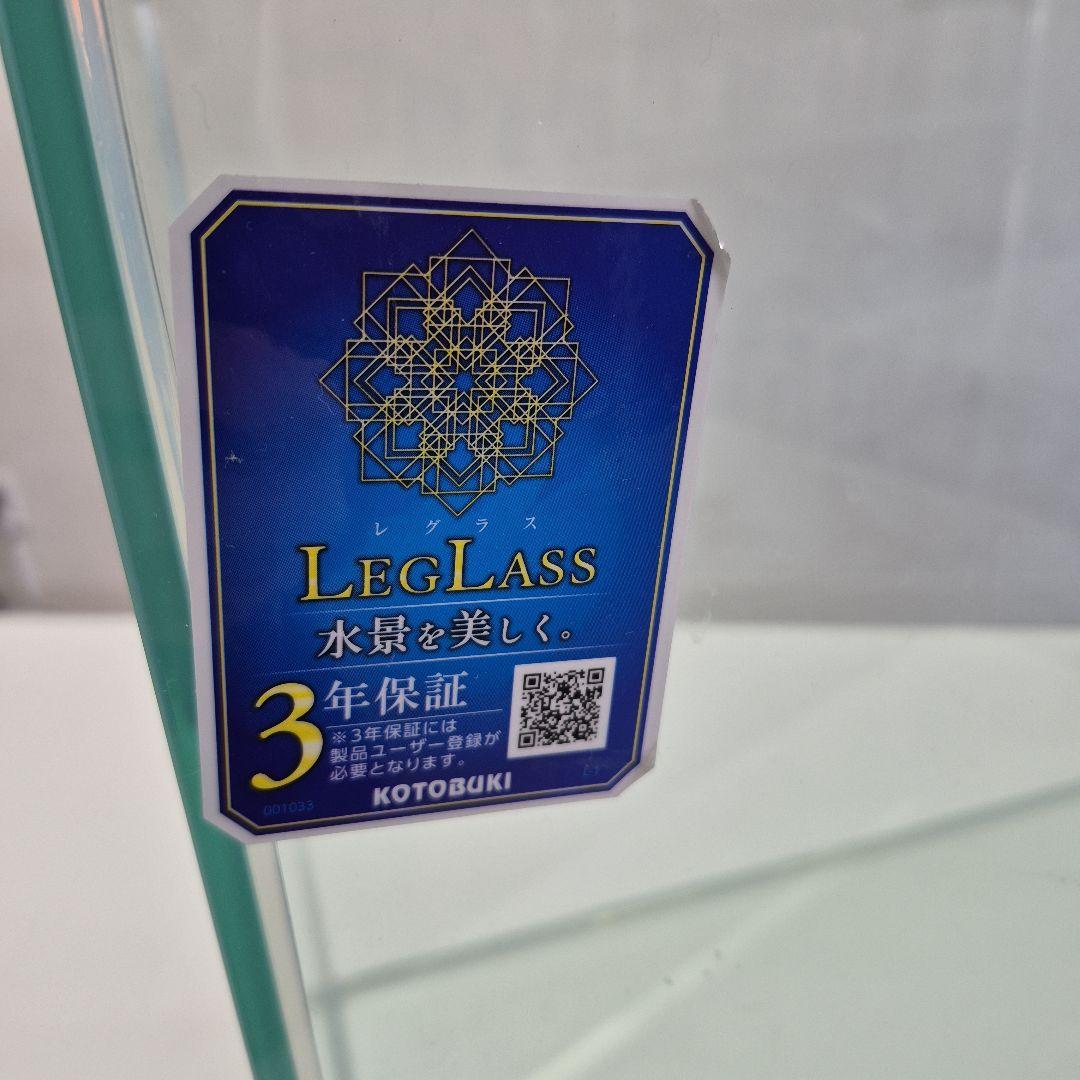 レグラス
LEGLASS
水景を美しく。
3年保証
※3年保証には
製品ユーザー登録が
必要となります。
KOTOBUKI
001033